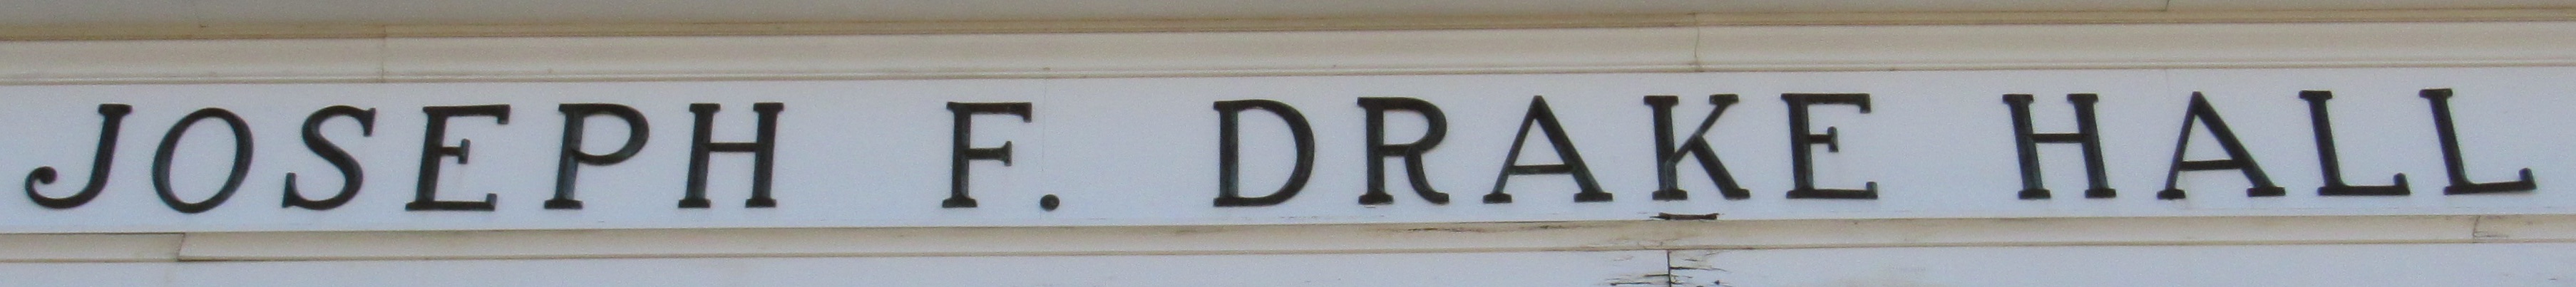 JOSEPH F. DRAKE HALL